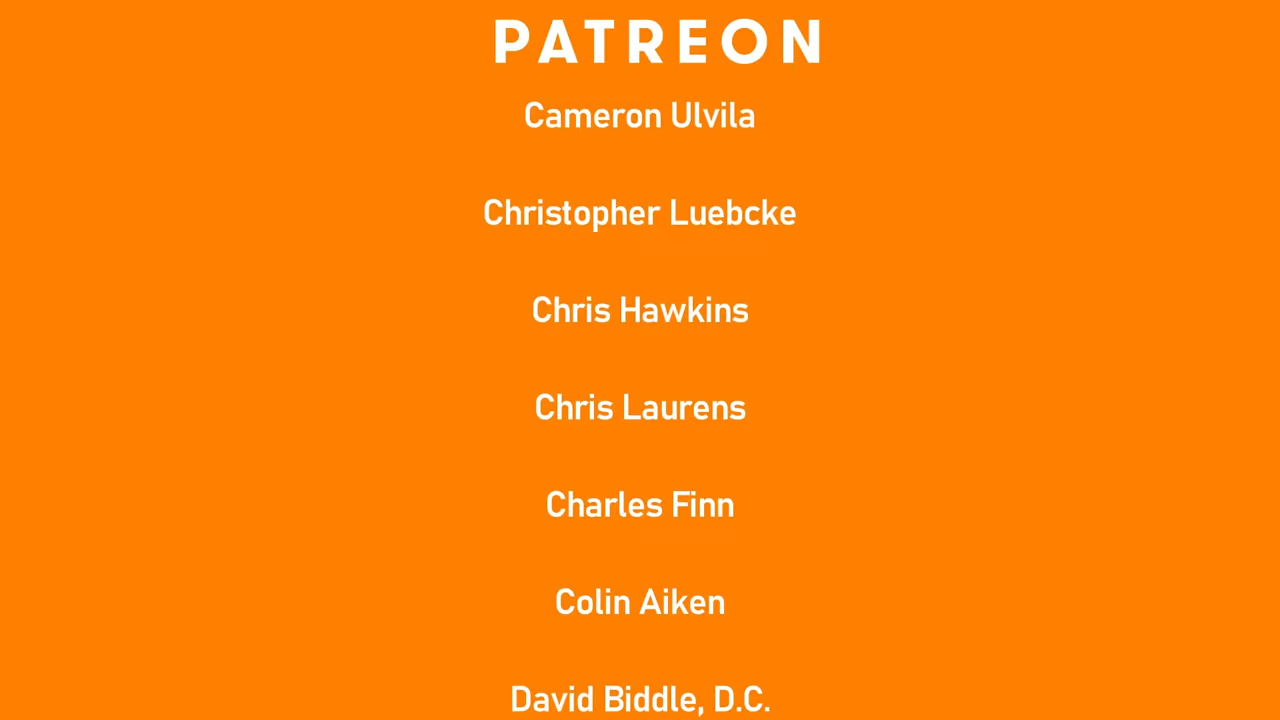 PATREON
Cameron Ulvila
Christopher Luebcke
Chris Hawkins
Chris Laurens
Charles Finn
Colin Aiken
David Biddle, D.C.